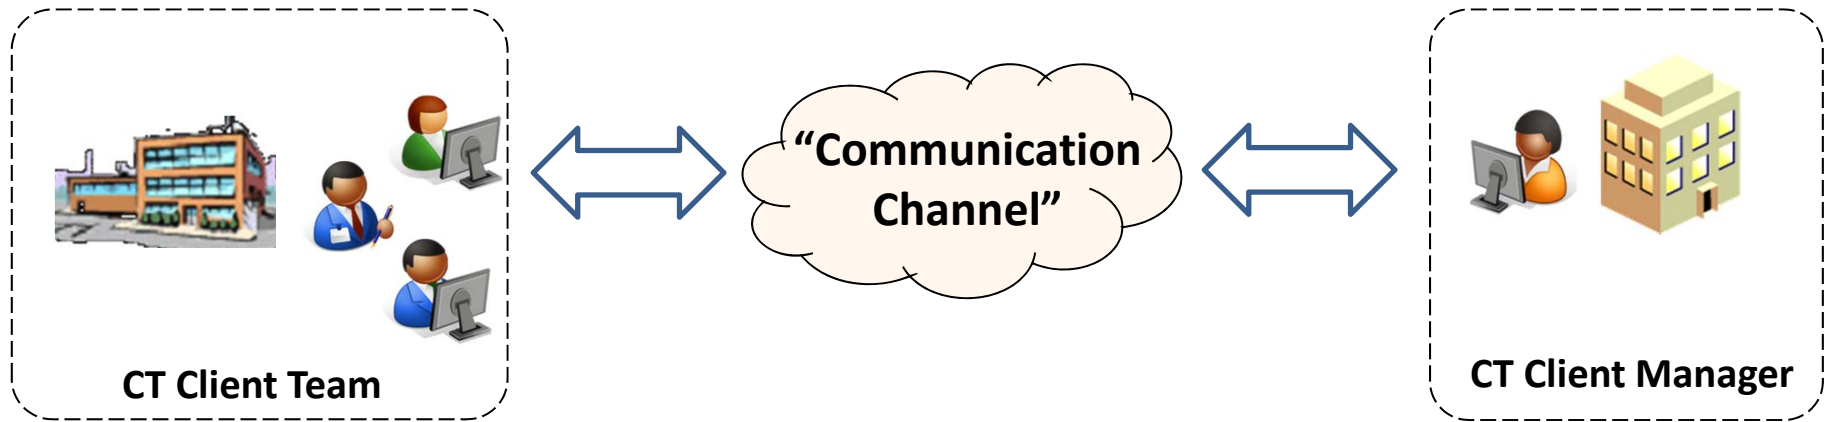 “Communication
Channel”
CT Client Team
CT Client Manager